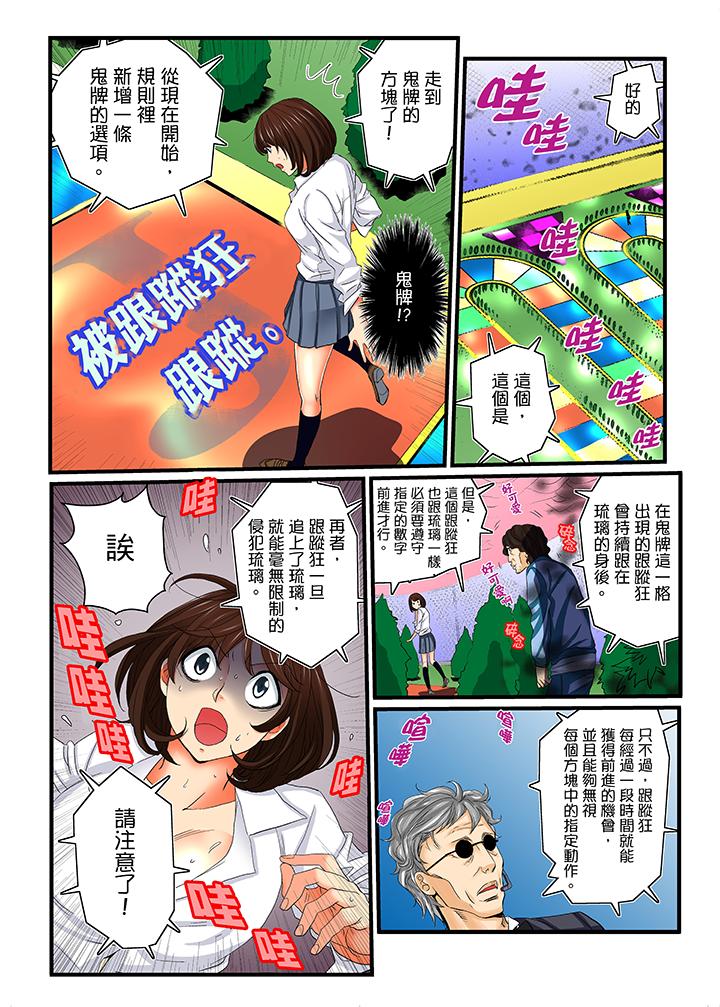 好的
哇
哇
哇
哇
哇
這個，
這個是
走到
鬼牌的
方塊了！
鬼牌!?
從現在開始，
規則裡
新增一條
鬼牌的選項。
被跟蹤狂
跟蹤。
在鬼牌這一格
出現的跟蹤狂
會持續跟在
琉璃的身後。
好可愛
碎念
好可愛啊
碎念
但是，
這個跟蹤狂
也跟琉璃一樣
必須要遵守
指定的數字
前進才行。
只不過，跟蹤狂
每經過一段時間就能
獲得前進的機會，
並且能夠無視
每個方塊中的指定動作。
喧嘩
喧嘩
喧嘩
再者，
跟蹤狂一旦
追上了琉璃，
就能毫無限制的
侵犯琉璃。
誒
哇
哇
哇
哇
哇
哇
哇
哇
請注意了！